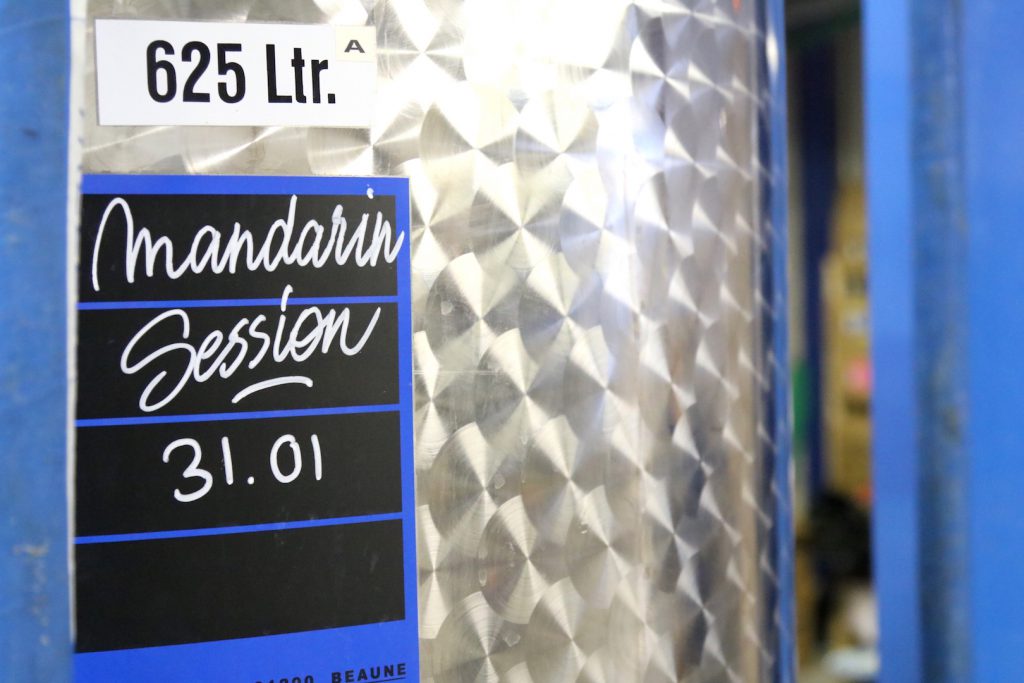 625 Ltr.
A
mandarin
Session
31.01
BEAUNE